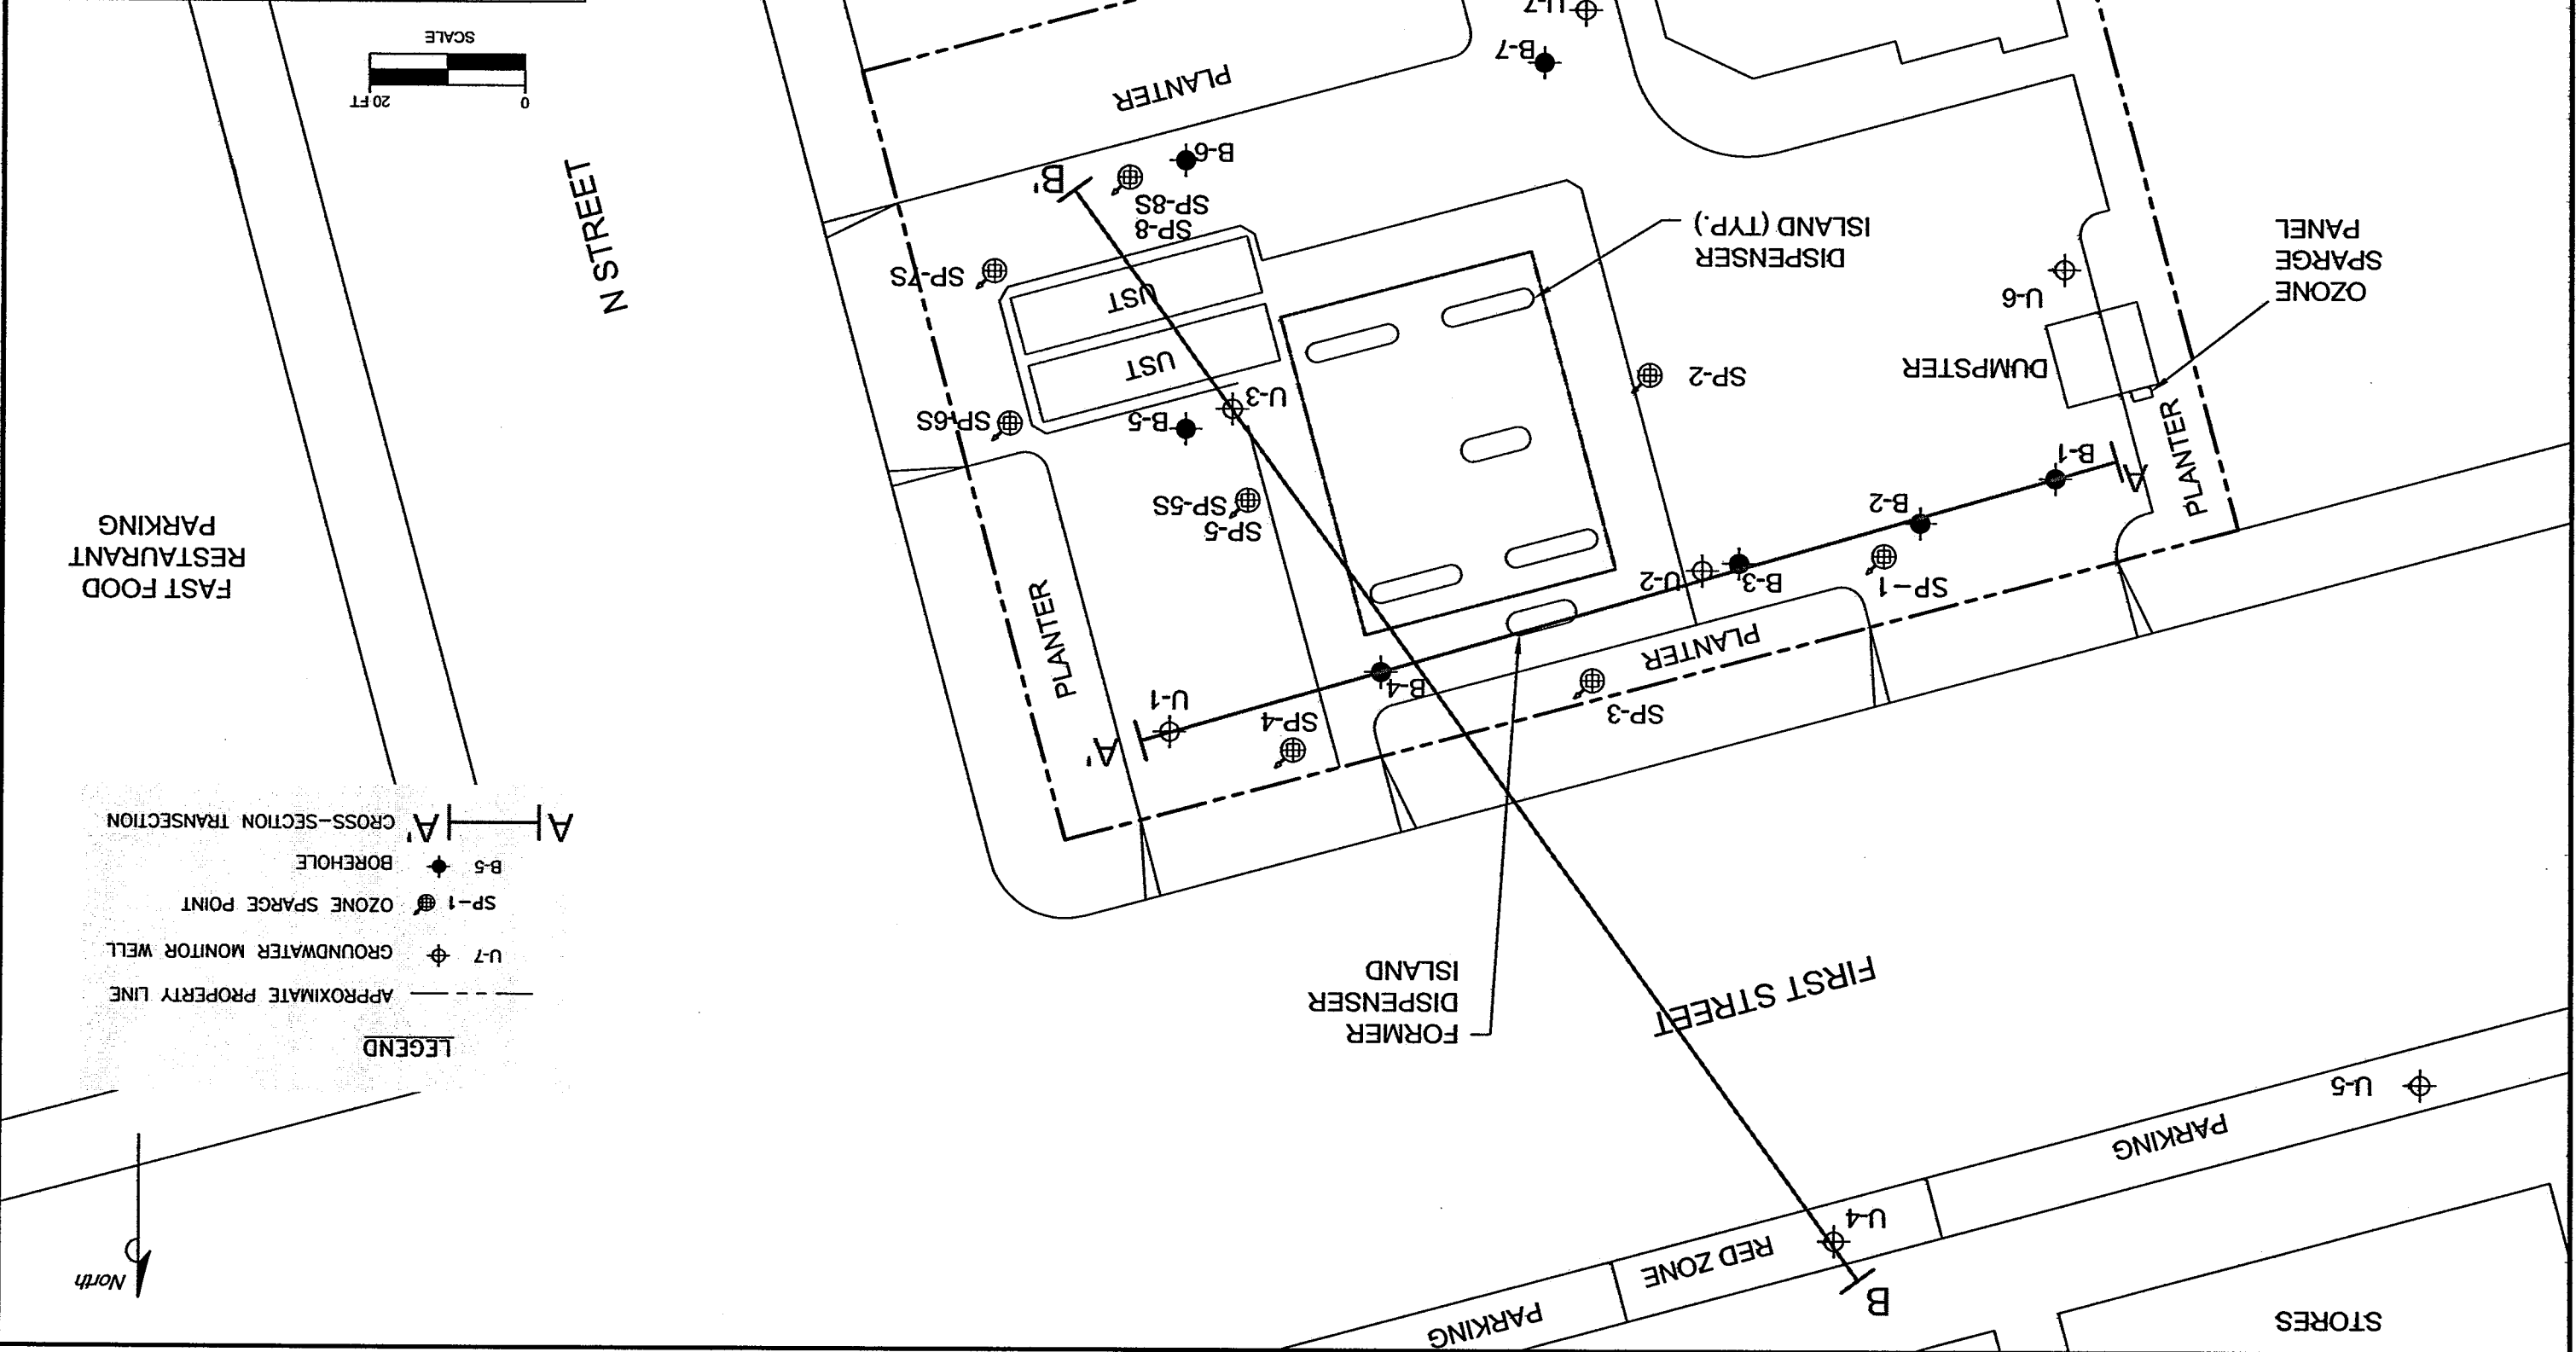 STORES
B
PARKING
RED ZONE
U-4
North
PARKING
U-5
FIRST STREET
FORMER
DISPENSER
ISLAND
LEGEND
APPROXIMATE PROPERTY LINE
U-7 GROUNDWATER MONITOR WELL
SP-1 OZONE SPARGE POINT
B-5 BOREHOLE
A A' CROSS-SECTION TRANSECTION
A'
U-1
SP-4
B-4
SP-3
PLANTER
PLANTER
SP-1
B-3
U-2
B-2
A
B-1
PLANTER
FAST FOOD
RESTAURANT
PARKING
SP-5
SP-5S
B-5
U-3
SP-6S
SP-2
DUMPSTER
OZONE
SPARGE
PANEL
U-6
UST
UST
DISPENSER
ISLAND (TYP.)
SP-7S
SP-8
SP-8S
B'
B-6
N STREET
PLANTER
B-7
U-7
0 20 FT
SCALE